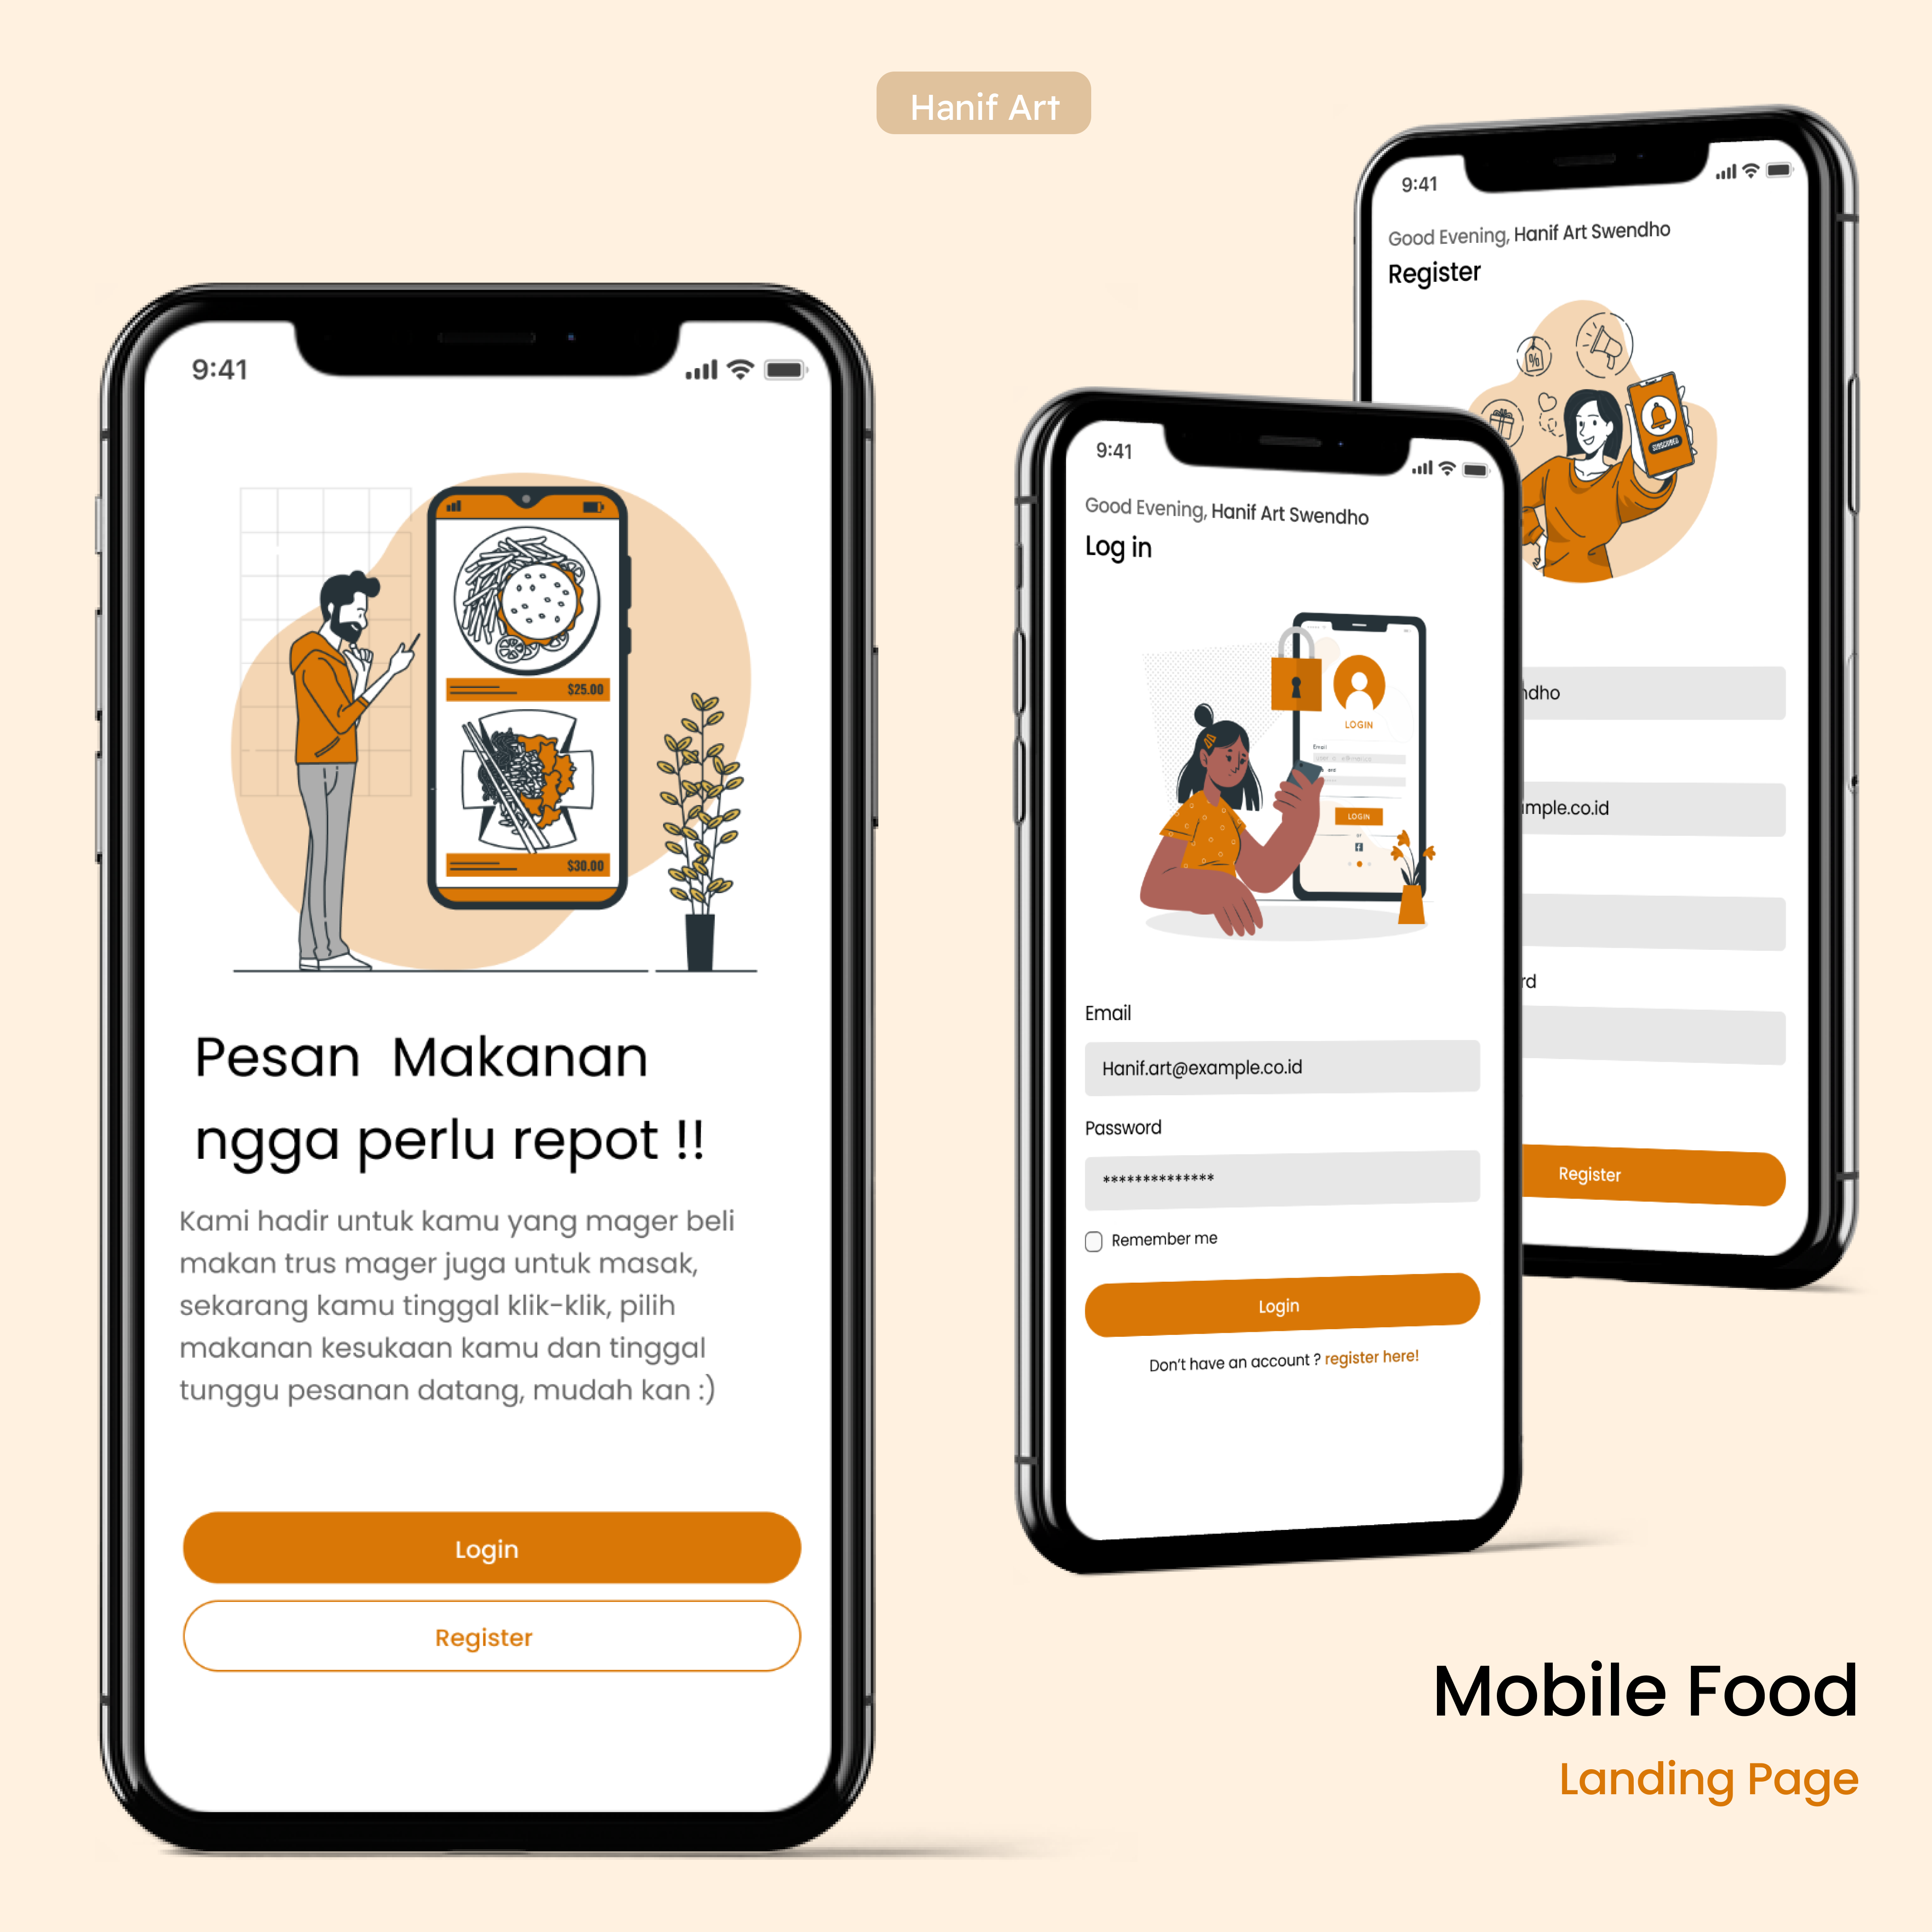 Hanif Art
9:41
$25.00
$30.00
Pesan  Makanan
ngga perlu repot !!
Kami hadir untuk kamu yang mager beli
makan trus mager juga untuk masak,
sekarang kamu tinggal klik-klik, pilih
makanan kesukaan kamu dan tinggal
tunggu pesanan datang, mudah kan :)
Login
Register
9:41
Good Evening, Hanif Art Swendho
Log in
LOGIN
Email
LOGIN
or
Email
Hanif.art@example.co.id
Password
**************
Remember me
Login
Don't have an account ? register here!
9:41
Good Evening, Hanif Art Swendho
Register
%
ndho
mple.co.id
rd
Register
Mobile Food
Landing Page